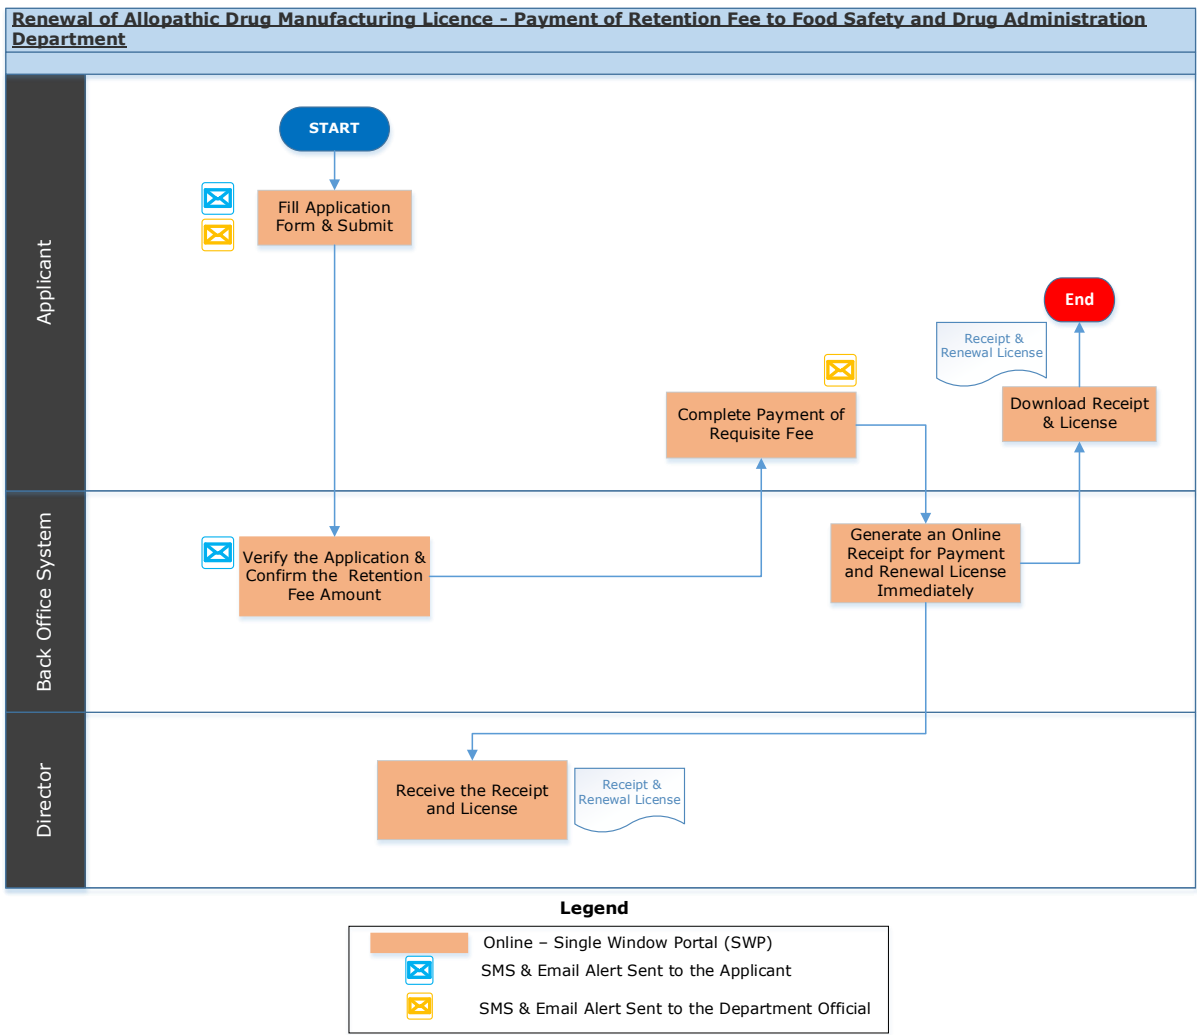 Renewal of Allopathic Drug Manufacturing Licence - Payment of Retention Fee to Food Safety and Drug Administration
Department
Applicant
START
Fill Application
Form & Submit
End
Receipt &
Renewal License
Complete Payment of
Requisite Fee
Download Receipt
& License
Back Office System
Verify the Application &
Confirm the Retention
Fee Amount
Generate an Online
Receipt for Payment
and Renewal License
Immediately
Director
Receive the Receipt
and License
Receipt &
Renewal License
Legend
Online – Single Window Portal (SWP)
SMS & Email Alert Sent to the Applicant
SMS & Email Alert Sent to the Department Official